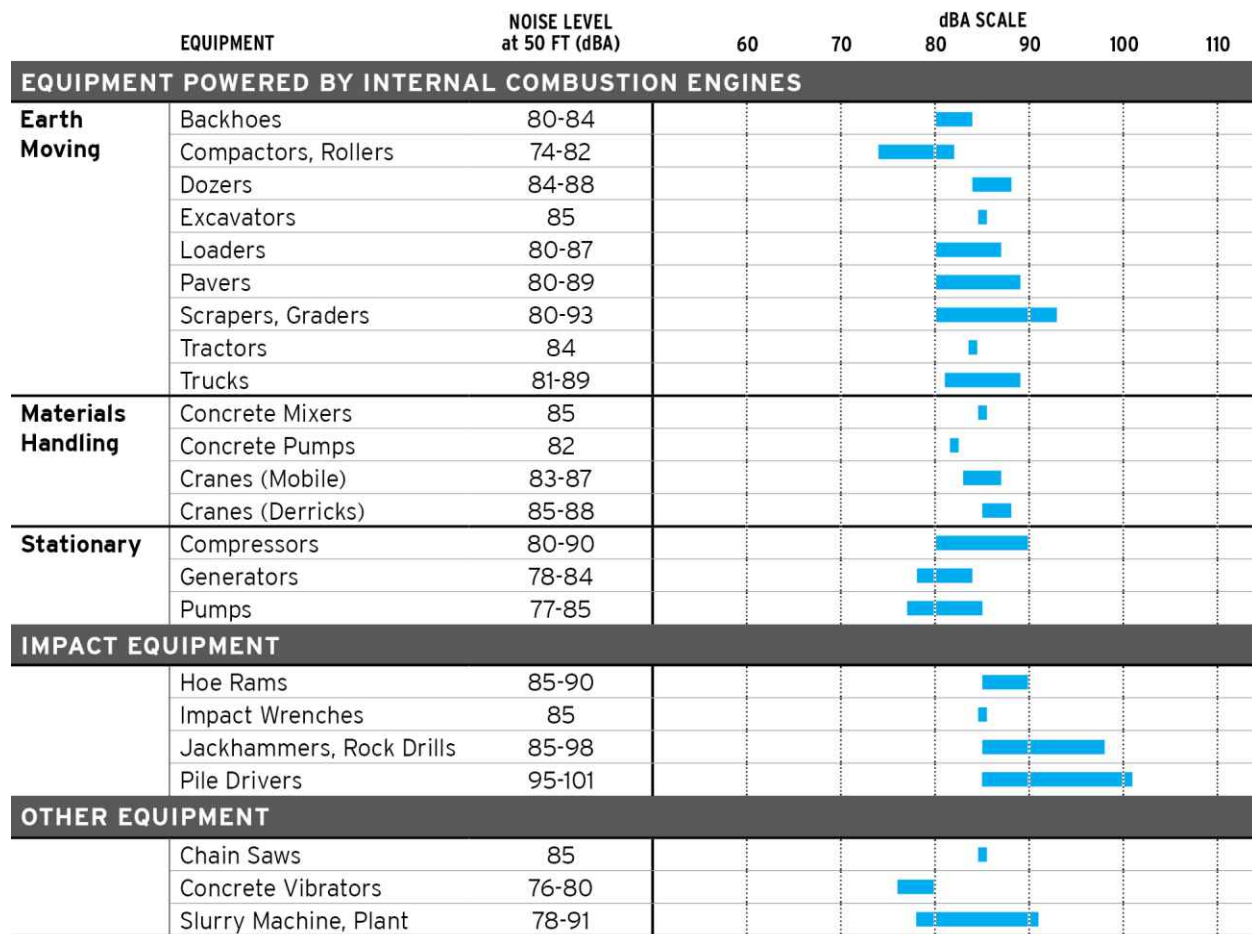 EQUIPMENT NOISE LEVEL at 50 FT (dBA) dBA SCALE
60 70 80 90 100 110
EQUIPMENT POWERED BY INTERNAL COMBUSTION ENGINES
Earth Moving
Backhoes 80-84
Compactors, Rollers 74-82
Dozers 84-88
Excavators 85
Loaders 80-87
Pavers 80-89
Scrapers, Graders 80-93
Tractors 84
Trucks 81-89
Materials Handling
Concrete Mixers 85
Concrete Pumps 82
Cranes (Mobile) 83-87
Cranes (Derricks) 85-88
Stationary
Compressors 80-90
Generators 78-84
Pumps 77-85
IMPACT EQUIPMENT
Hoe Rams 85-90
Impact Wrenches 85
Jackhammers, Rock Drills 85-98
Pile Drivers 95-101
OTHER EQUIPMENT
Chain Saws 85
Concrete Vibrators 76-80
Slurry Machine, Plant 78-91